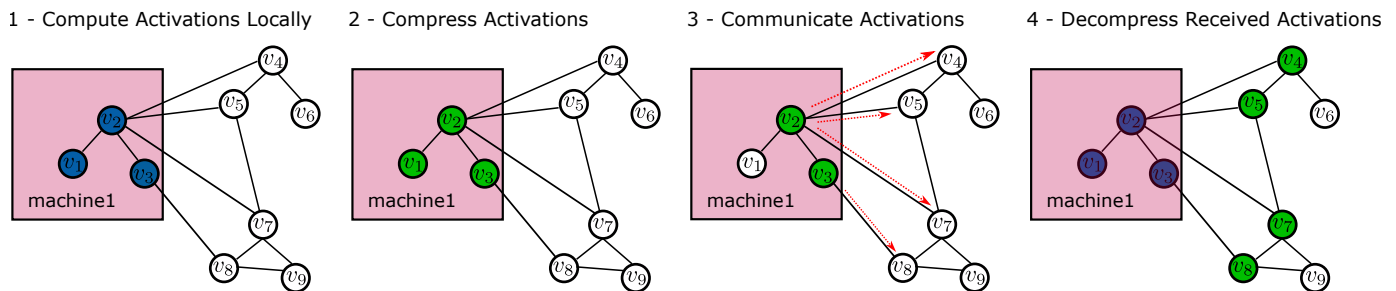 1 - Compute Activations Locally
v4
v5
v6
v2
v1
v3
machine1
v7
v8
v9
2 - Compress Activations
v4
v5
v6
v2
v1
v3
machine1
v7
v8
v9
3 - Communicate Activations
v4
v5
v6
v2
v1
v3
machine1
v7
v8
v9
4 - Decompress Received Activations
v4
v5
v6
v2
v1
v3
machine1
v7
v8
v9